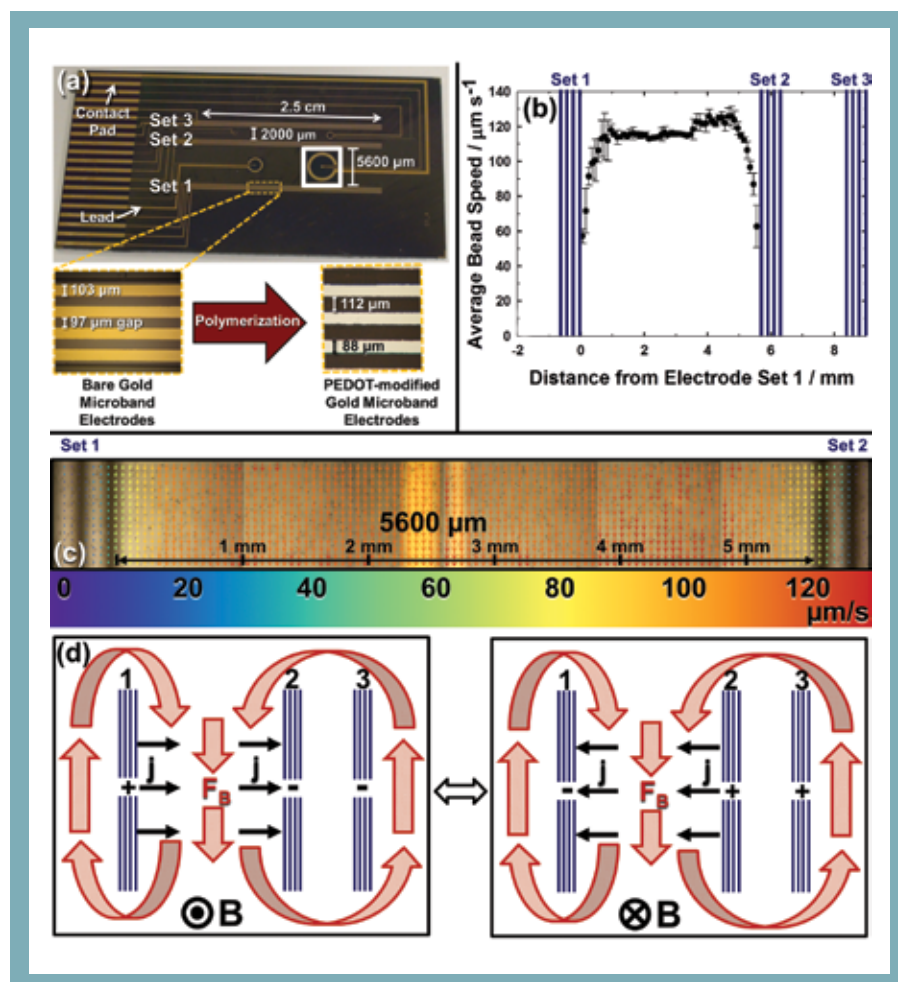 (a)
Contact
Pad
Set 3
Set 2
Set 1
2.5 cm
2000 µm
5600 µm
Lead
103 µm
97 µm gap
Polymerization
112 µm
88 µm
Bare Gold
Microband
Electrodes
PEDOT-modified
Gold Microband
Electrodes
Set 1
Set 2
Set 3
(b)
Average Bead Speed / µm s⁻¹
140
120
100
80
60
40
20
0
-2
0
2
4
6
8
Distance from Electrode Set 1 / mm
Set 1
Set 2
5600 µm
(c)
1 mm
2 mm
3 mm
4 mm
5 mm
0
20
40
60
80
100
120
µm/s
(d)
1
2
3
j
j
+
-
-
F_B
B
1
2
3
j
j
-
+
+
F_B
B